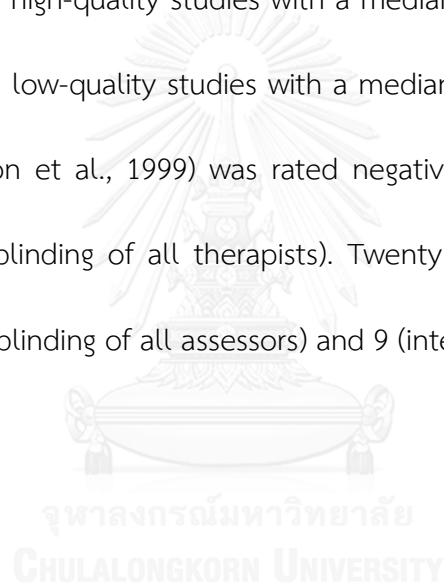 high-quality studies with a median
low-quality studies with a median
on et al., 1999) was rated negativ
blinding of all therapists). Twenty
blinding of all assessors) and 9 (inte
จุฬาลงกรณ์มหาวิทยาลัย
CHULALONGKORN UNIVERSITY